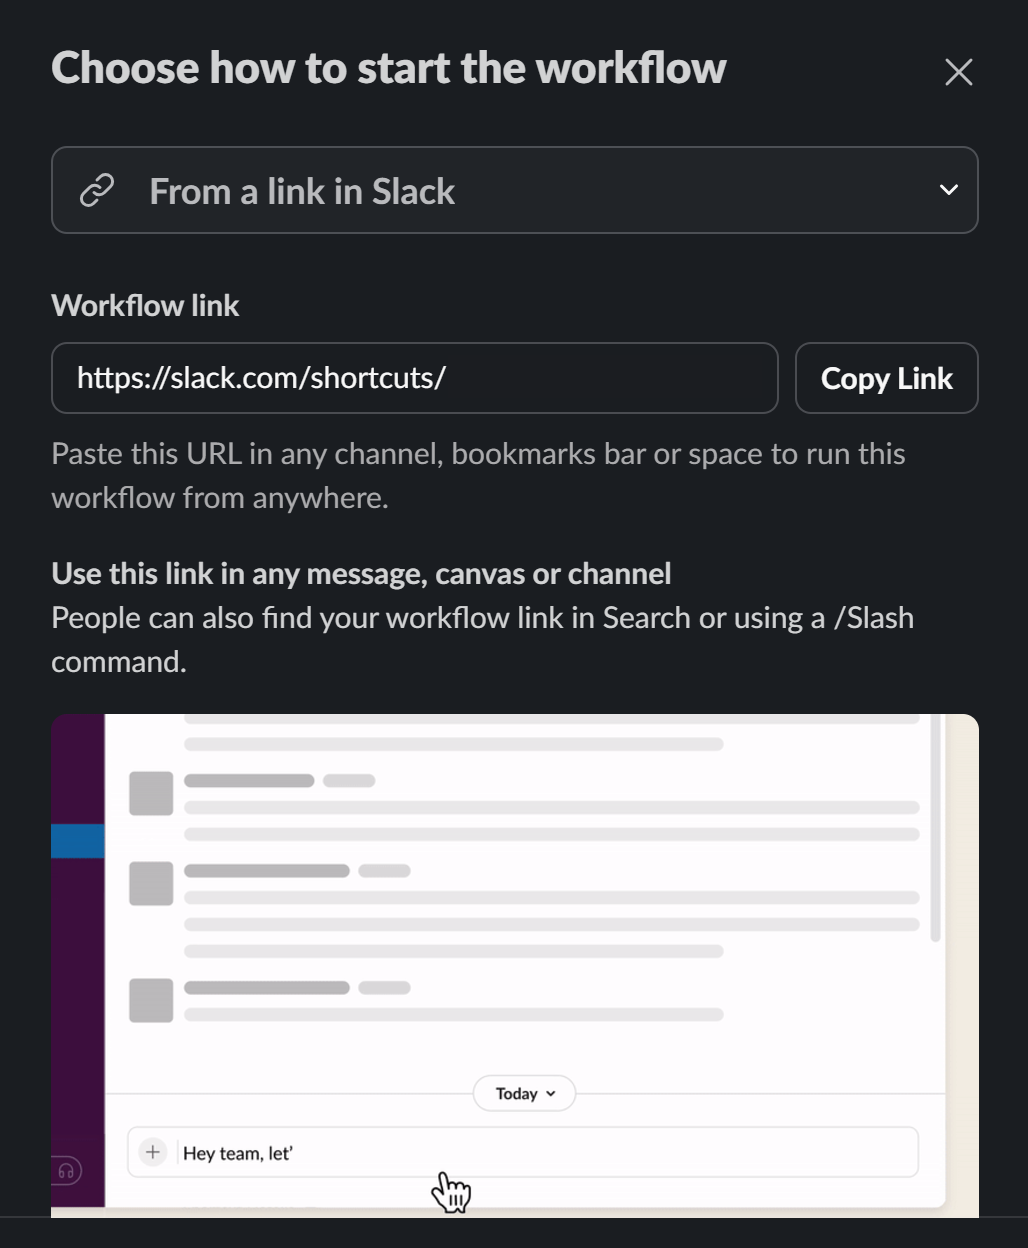 Choose how to start the workflow
From a link in Slack
Workflow link
https://slack.com/shortcuts/
Copy Link
Paste this URL in any channel, bookmarks bar or space to run this
workflow from anywhere.
Use this link in any message, canvas or channel
People can also find your workflow link in Search or using a /Slash
command.
Today
Hey team, let’